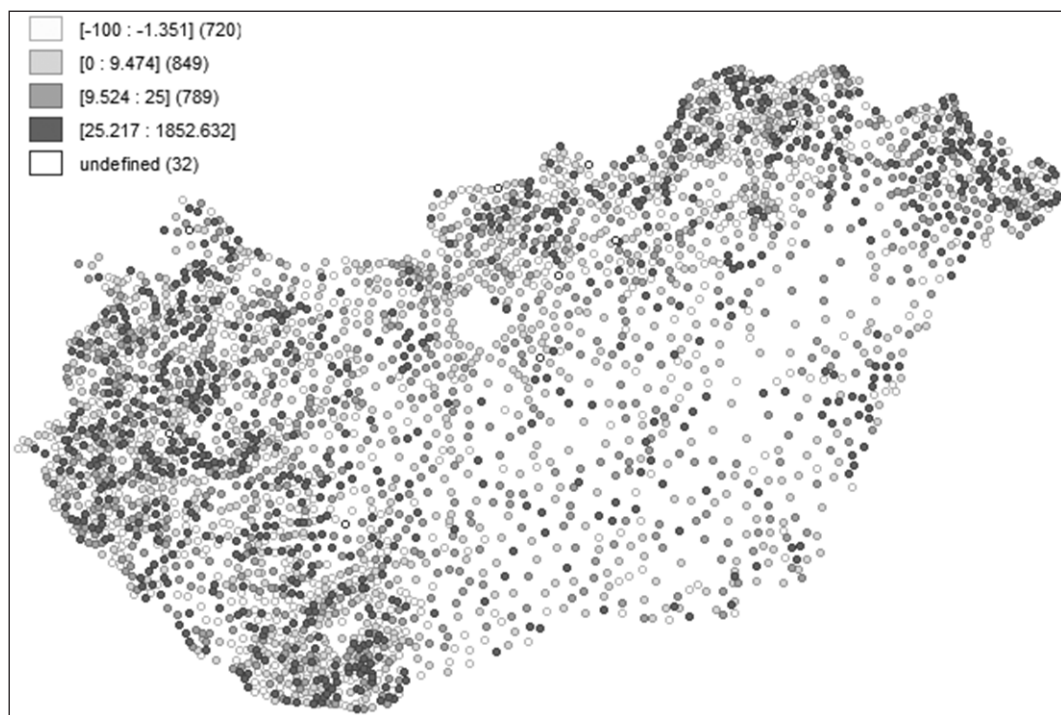 [-100 : -1.351] (720)
[0 : 9.474] (849)
[9.524 : 25] (789)
[25.217 : 1852.632]
undefined (32)